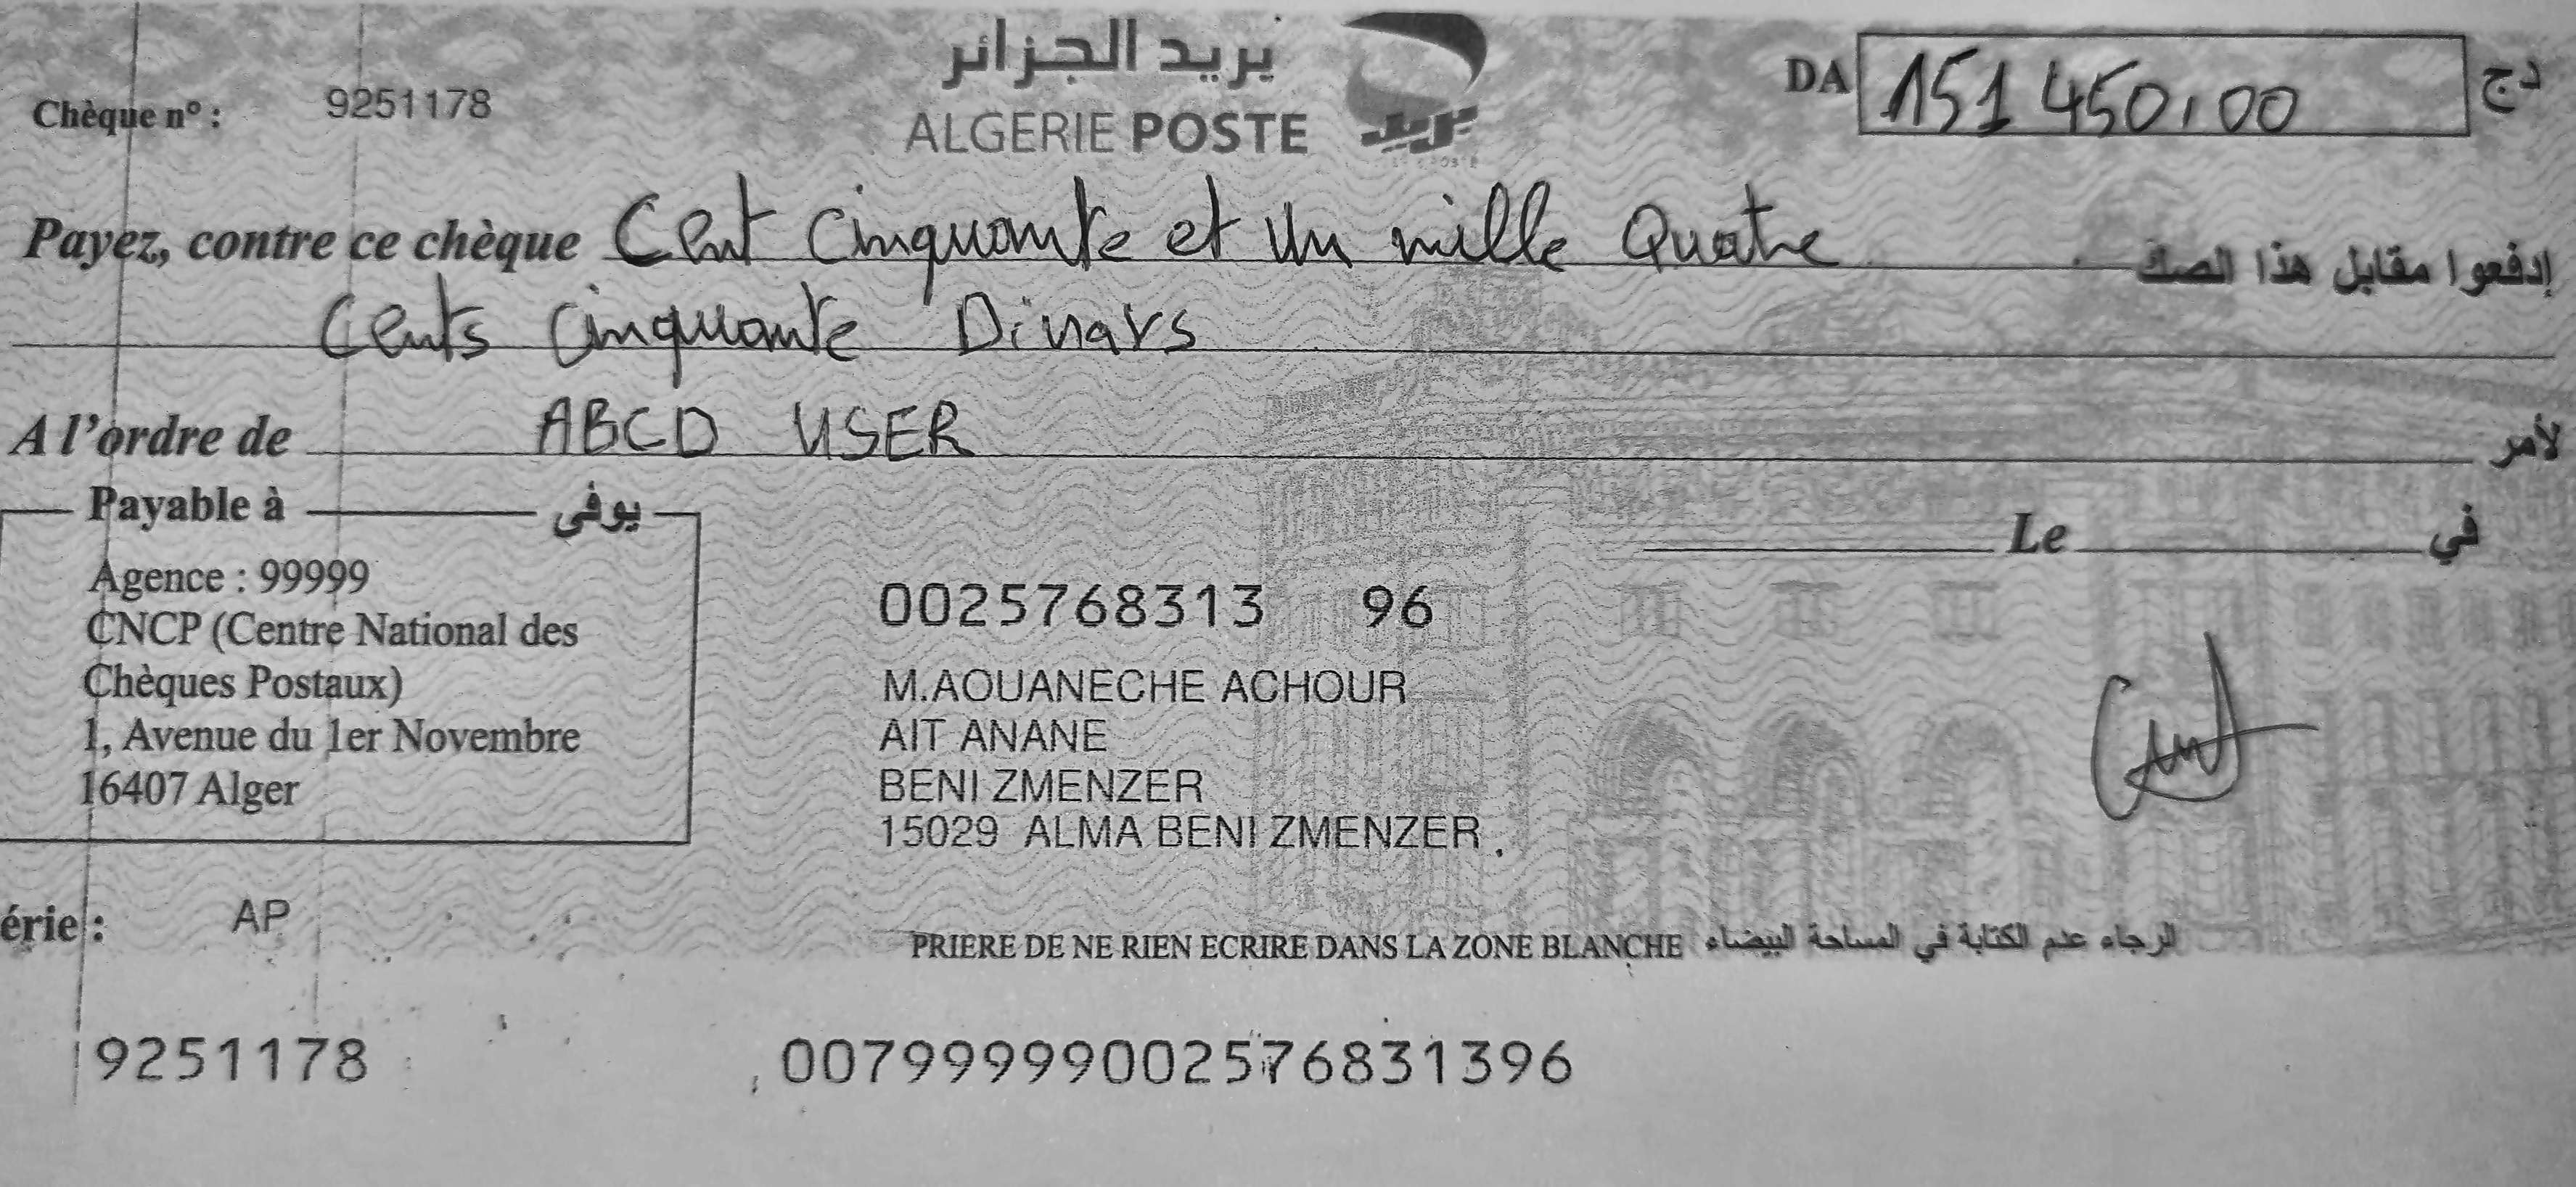 بريد الجزائر
ALGERIE POSTE
بريد
Chèque n° : 9251178
DA 151 450,00 دج
Payez, contre ce chèque Cent Cinquante et un mille Quatre إدفعوا مقابل هذا الصك
Cents Cinquante Dinars
A l'ordre de ABCD USER لأمر
Payable à يوفى
Le في
Agence : 99999
CNCP (Centre National des
Chèques Postaux)
1, Avenue du 1er Novembre
16407 Alger
0025768313 96
M.AOUANECHE ACHOUR
AIT ANANE
BENI ZMENZER
15029 ALMA BENI ZMENZER
érie : AP
PRIERE DE NE RIEN ECRIRE DANS LA ZONE BLANCHE الرجاء عدم الكتابة في المساحة البيضاء
9251178 00799999002576831396